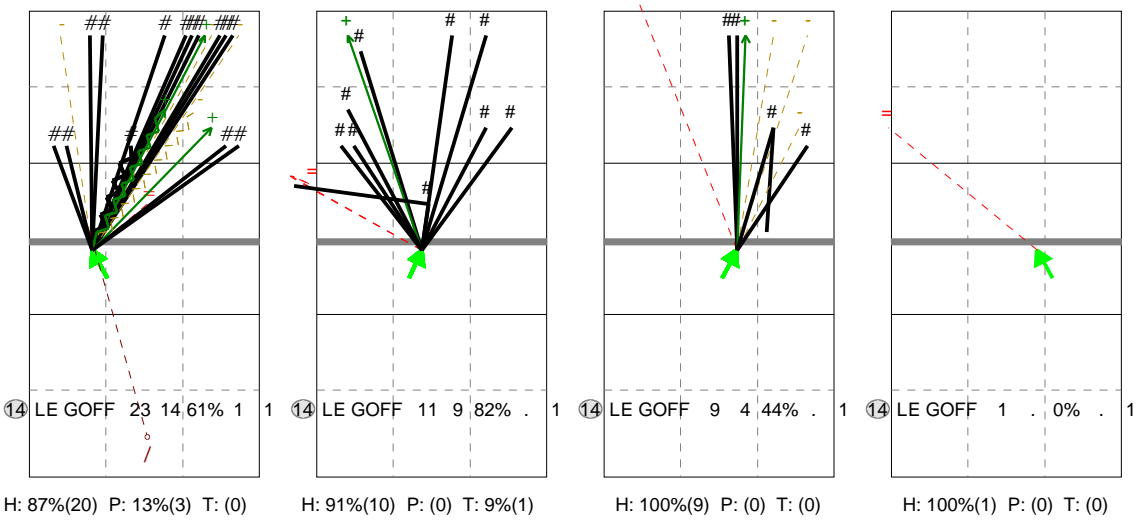 14 LE GOFF 23 14 61% 1 1
14 LE GOFF 11 9 82% . 1
14 LE GOFF 9 4 44% . 1
14 LE GOFF 1 . 0% . 1
H: 87%(20) P: 13%(3) T: (0)
H: 91%(10) P: (0) T: 9%(1)
H: 100%(9) P: (0) T: (0)
H: 100%(1) P: (0) T: (0)